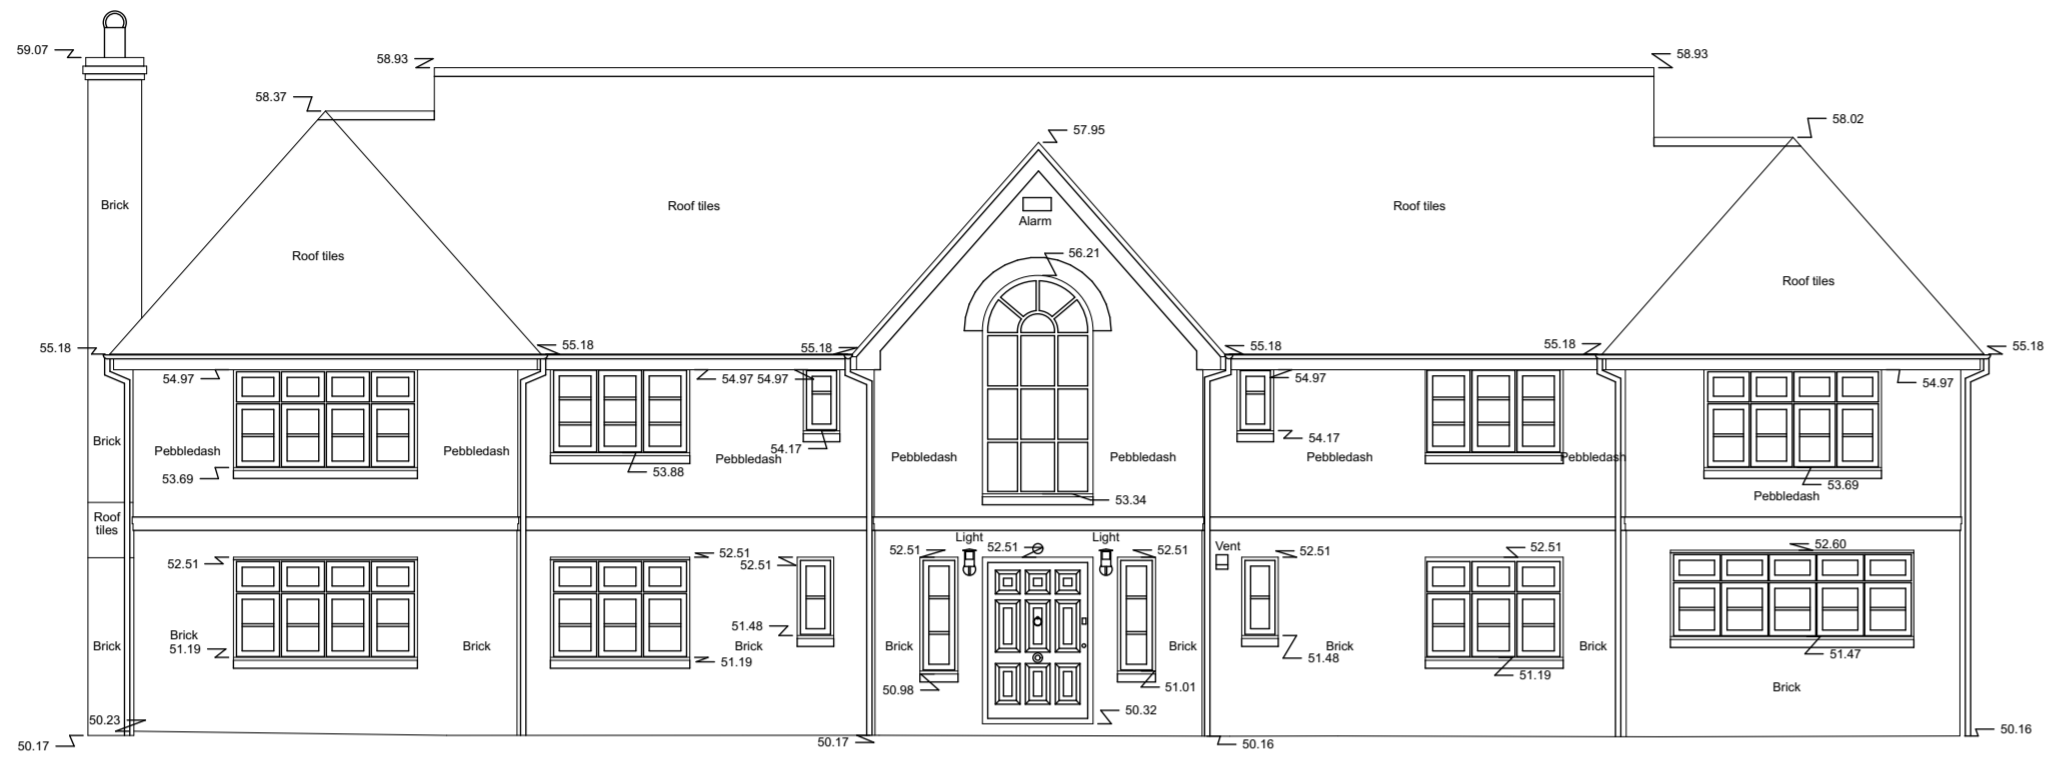 59.07
58.93
58.93
58.37
58.02
57.95
Brick
Roof tiles
Roof tiles
Alarm
56.21
Roof tiles
Roof tiles
55.18
55.18
55.18
55.18
55.18
55.18
54.97
54.97 54.97
54.97
54.97
Brick
Pebbledash
Pebbledash
54.17
Pebbledash
Pebbledash
Pebbledash
54.17
Pebbledash
Pebbledash
53.69
53.88
53.69
Pebbledash
53.34
Roof
tiles
Light
Light
52.51
52.51
52.51
52.51
52.51
52.51
Vent
52.51
52.51
52.60
Brick
Brick
51.19
Brick
51.48
Brick
51.19
Brick
Brick
51.48
Brick
Brick
51.47
51.19
50.98
51.01
Brick
50.32
50.23
50.17
50.17
50.16
50.16